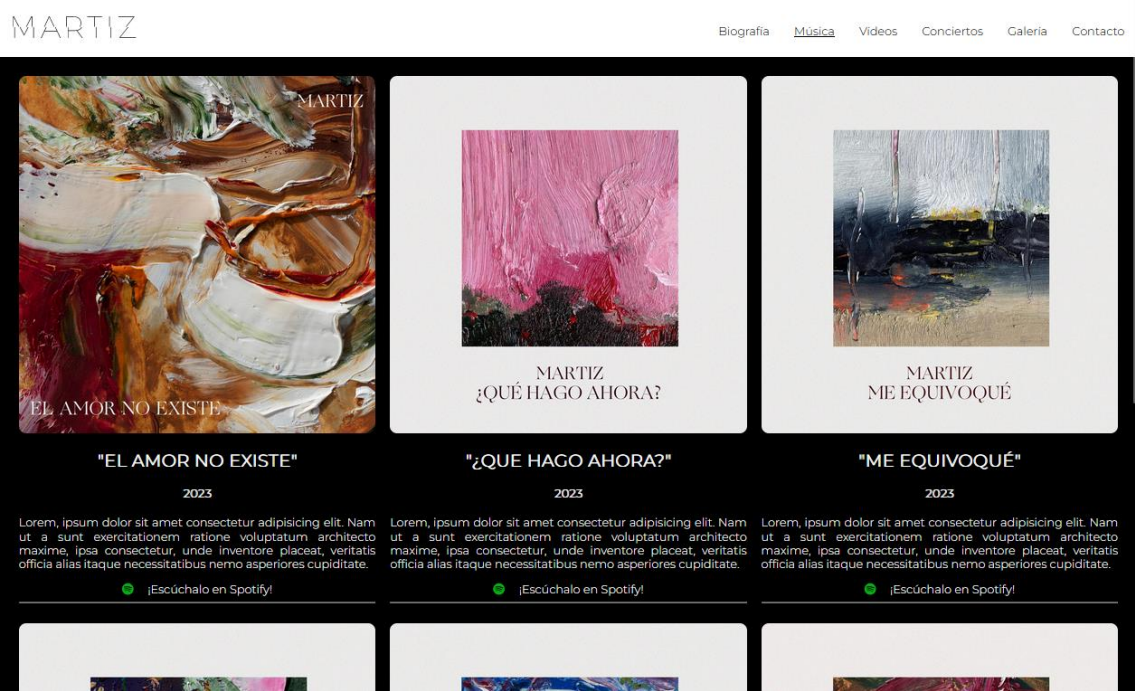 MARTIZ
Biografía Música Videos Conciertos Galería Contacto
MARTIZ
EL AMOR NO EXISTE
MARTIZ
¿QUÉ HAGO AHORA?
MARTIZ
ME EQUIVOQUÉ
"EL AMOR NO EXISTE"
2023
Lorem, ipsum dolor sit amet consectetur adipisicing elit. Nam
ut a sunt exercitationem ratione voluptatum architecto
maxime, ipsa consectetur, unde inventore placeat, veritatis
officia alias itaque necessitatibus nemo asperiores cupiditate.
¡Escúchalo en Spotify!
"¿QUE HAGO AHORA?"
2023
Lorem, ipsum dolor sit amet consectetur adipisicing elit. Nam
ut a sunt exercitationem ratione voluptatum architecto
maxime, ipsa consectetur, unde inventore placeat, veritatis
officia alias itaque necessitatibus nemo asperiores cupiditate.
¡Escúchalo en Spotify!
"ME EQUIVOQUÉ"
2023
Lorem, ipsum dolor sit amet consectetur adipisicing elit. Nam
ut a sunt exercitationem ratione voluptatum architecto
maxime, ipsa consectetur, unde inventore placeat, veritatis
officia alias itaque necessitatibus nemo asperiores cupiditate.
¡Escúchalo en Spotify!